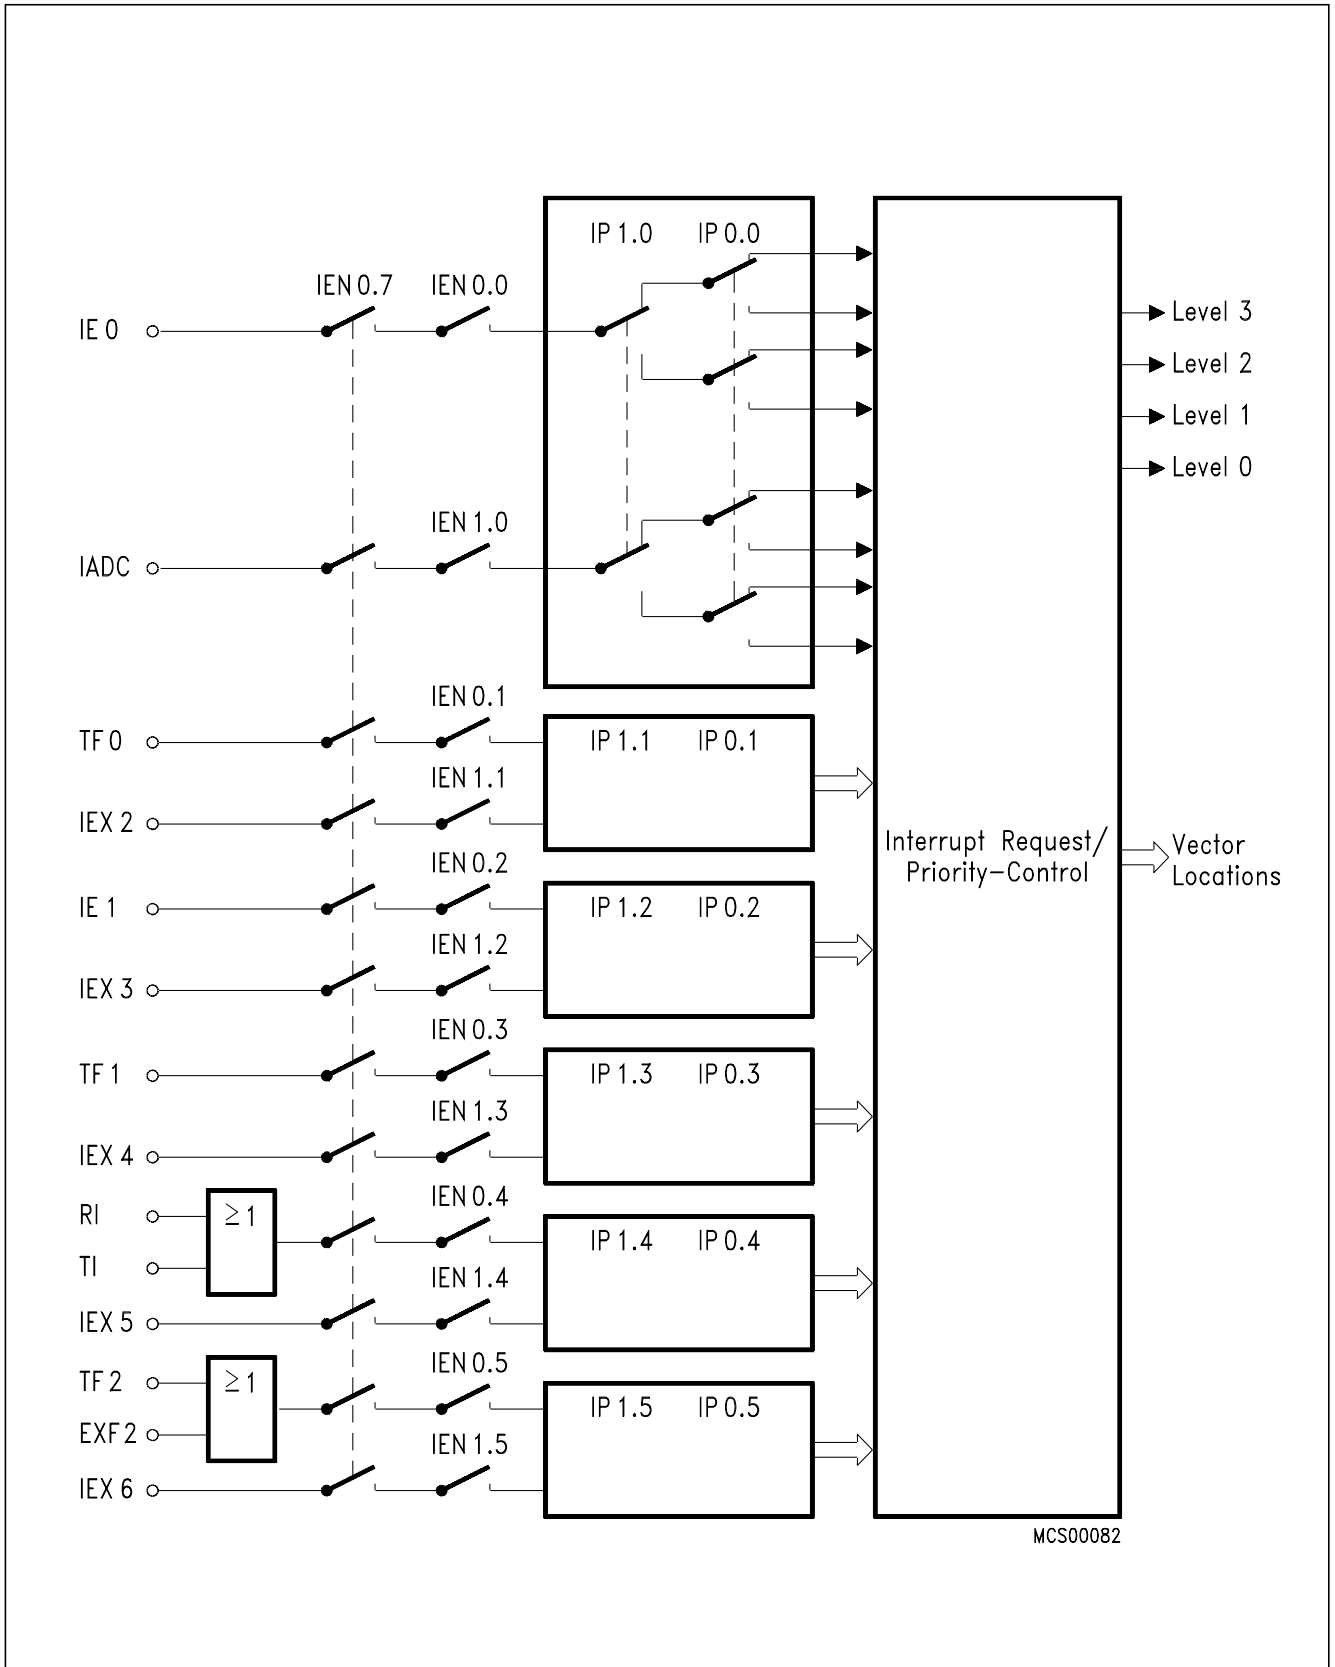 IP 1.0 IP 0.0
IEN 0.7 IEN 0.0
IE 0
Level 3
Level 2
Level 1
Level 0
IEN 1.0
IADC
IEN 0.1
TF 0
IP 1.1 IP 0.1
IEN 1.1
IEX 2
Interrupt Request/
Priority-Control
Vector
Locations
IEN 0.2
IE 1
IP 1.2 IP 0.2
IEN 1.2
IEX 3
IEN 0.3
TF 1
IP 1.3 IP 0.3
IEN 1.3
IEX 4
IEN 0.4
RI
≥1
TI
IP 1.4 IP 0.4
IEN 1.4
IEX 5
IEN 0.5
TF 2
≥1
EXF 2
IP 1.5 IP 0.5
IEN 1.5
IEX 6
MCS00082